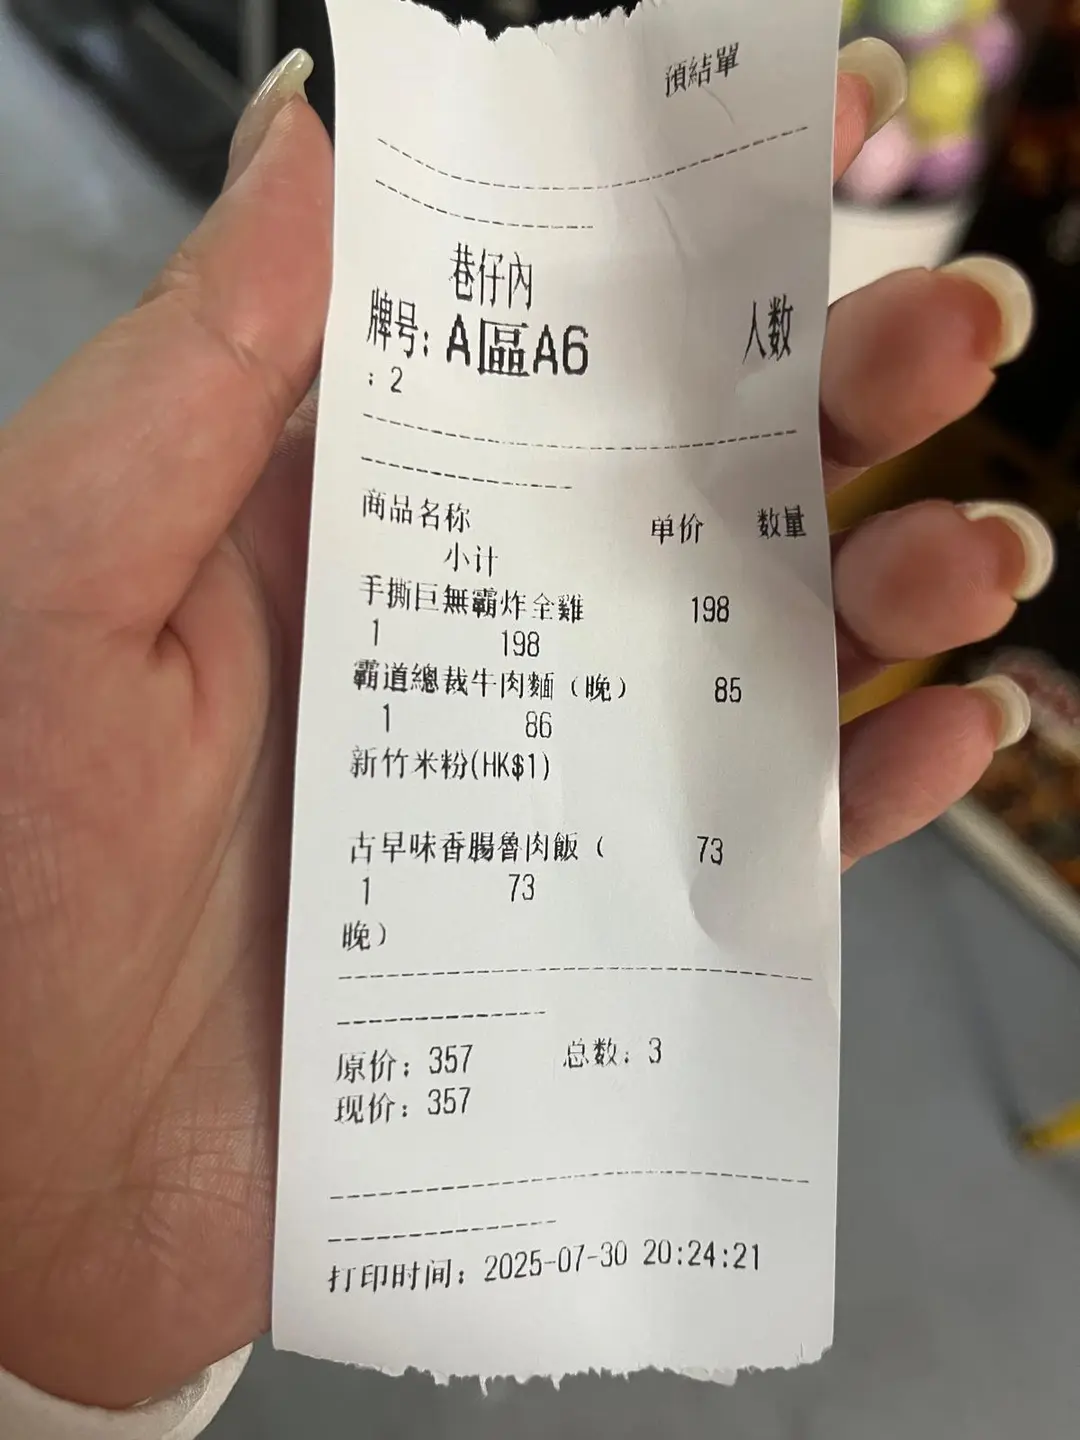 預結單
巷仔內
牌号: A區A6 人数
: 2
商品名称 单价 数量
小计
手撕巨無霸炸全雞 198
1 198
霸道總裁牛肉麵（晚） 85
1 86
新竹米粉(HK$1)
古早味香腸魯肉飯（ 73
1 73
晚）
原价: 357 总数: 3
现价: 357
打印时间: 2025-07-30 20:24:21